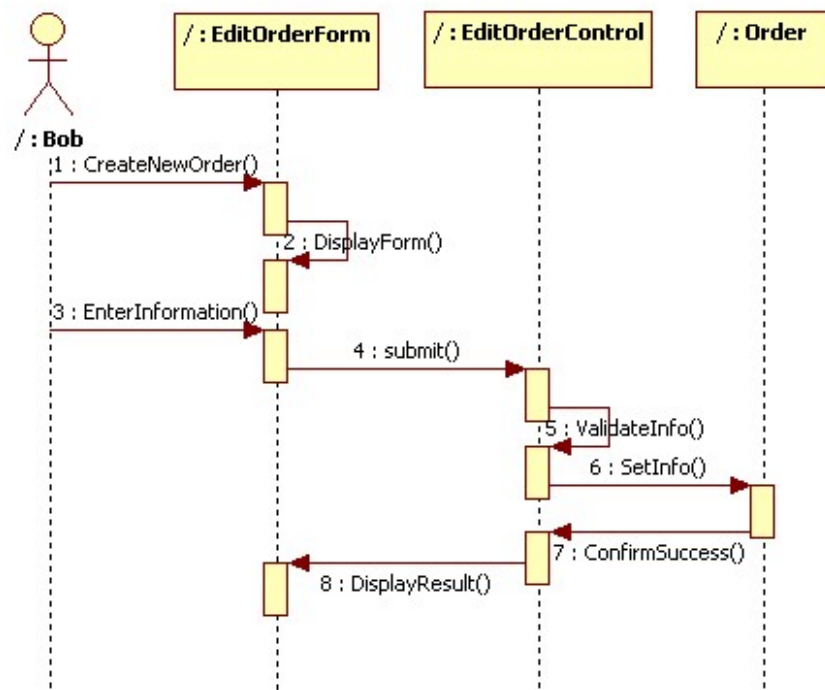 / : EditOrderForm
/ : EditOrderControl
/ : Order
/ : Bob
1 : CreateNewOrder()
2 : DisplayForm()
3 : EnterInformation()
4 : submit()
5 : ValidateInfo()
6 : SetInfo()
7 : ConfirmSuccess()
8 : DisplayResult()